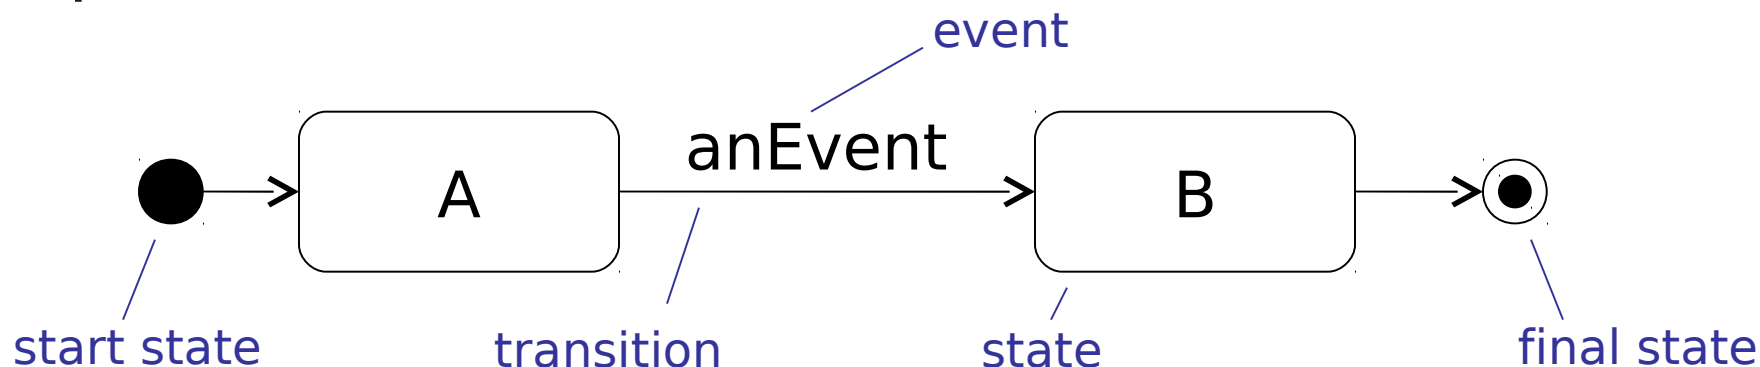 event
anEvent
A
B
start state
transition
state
final state